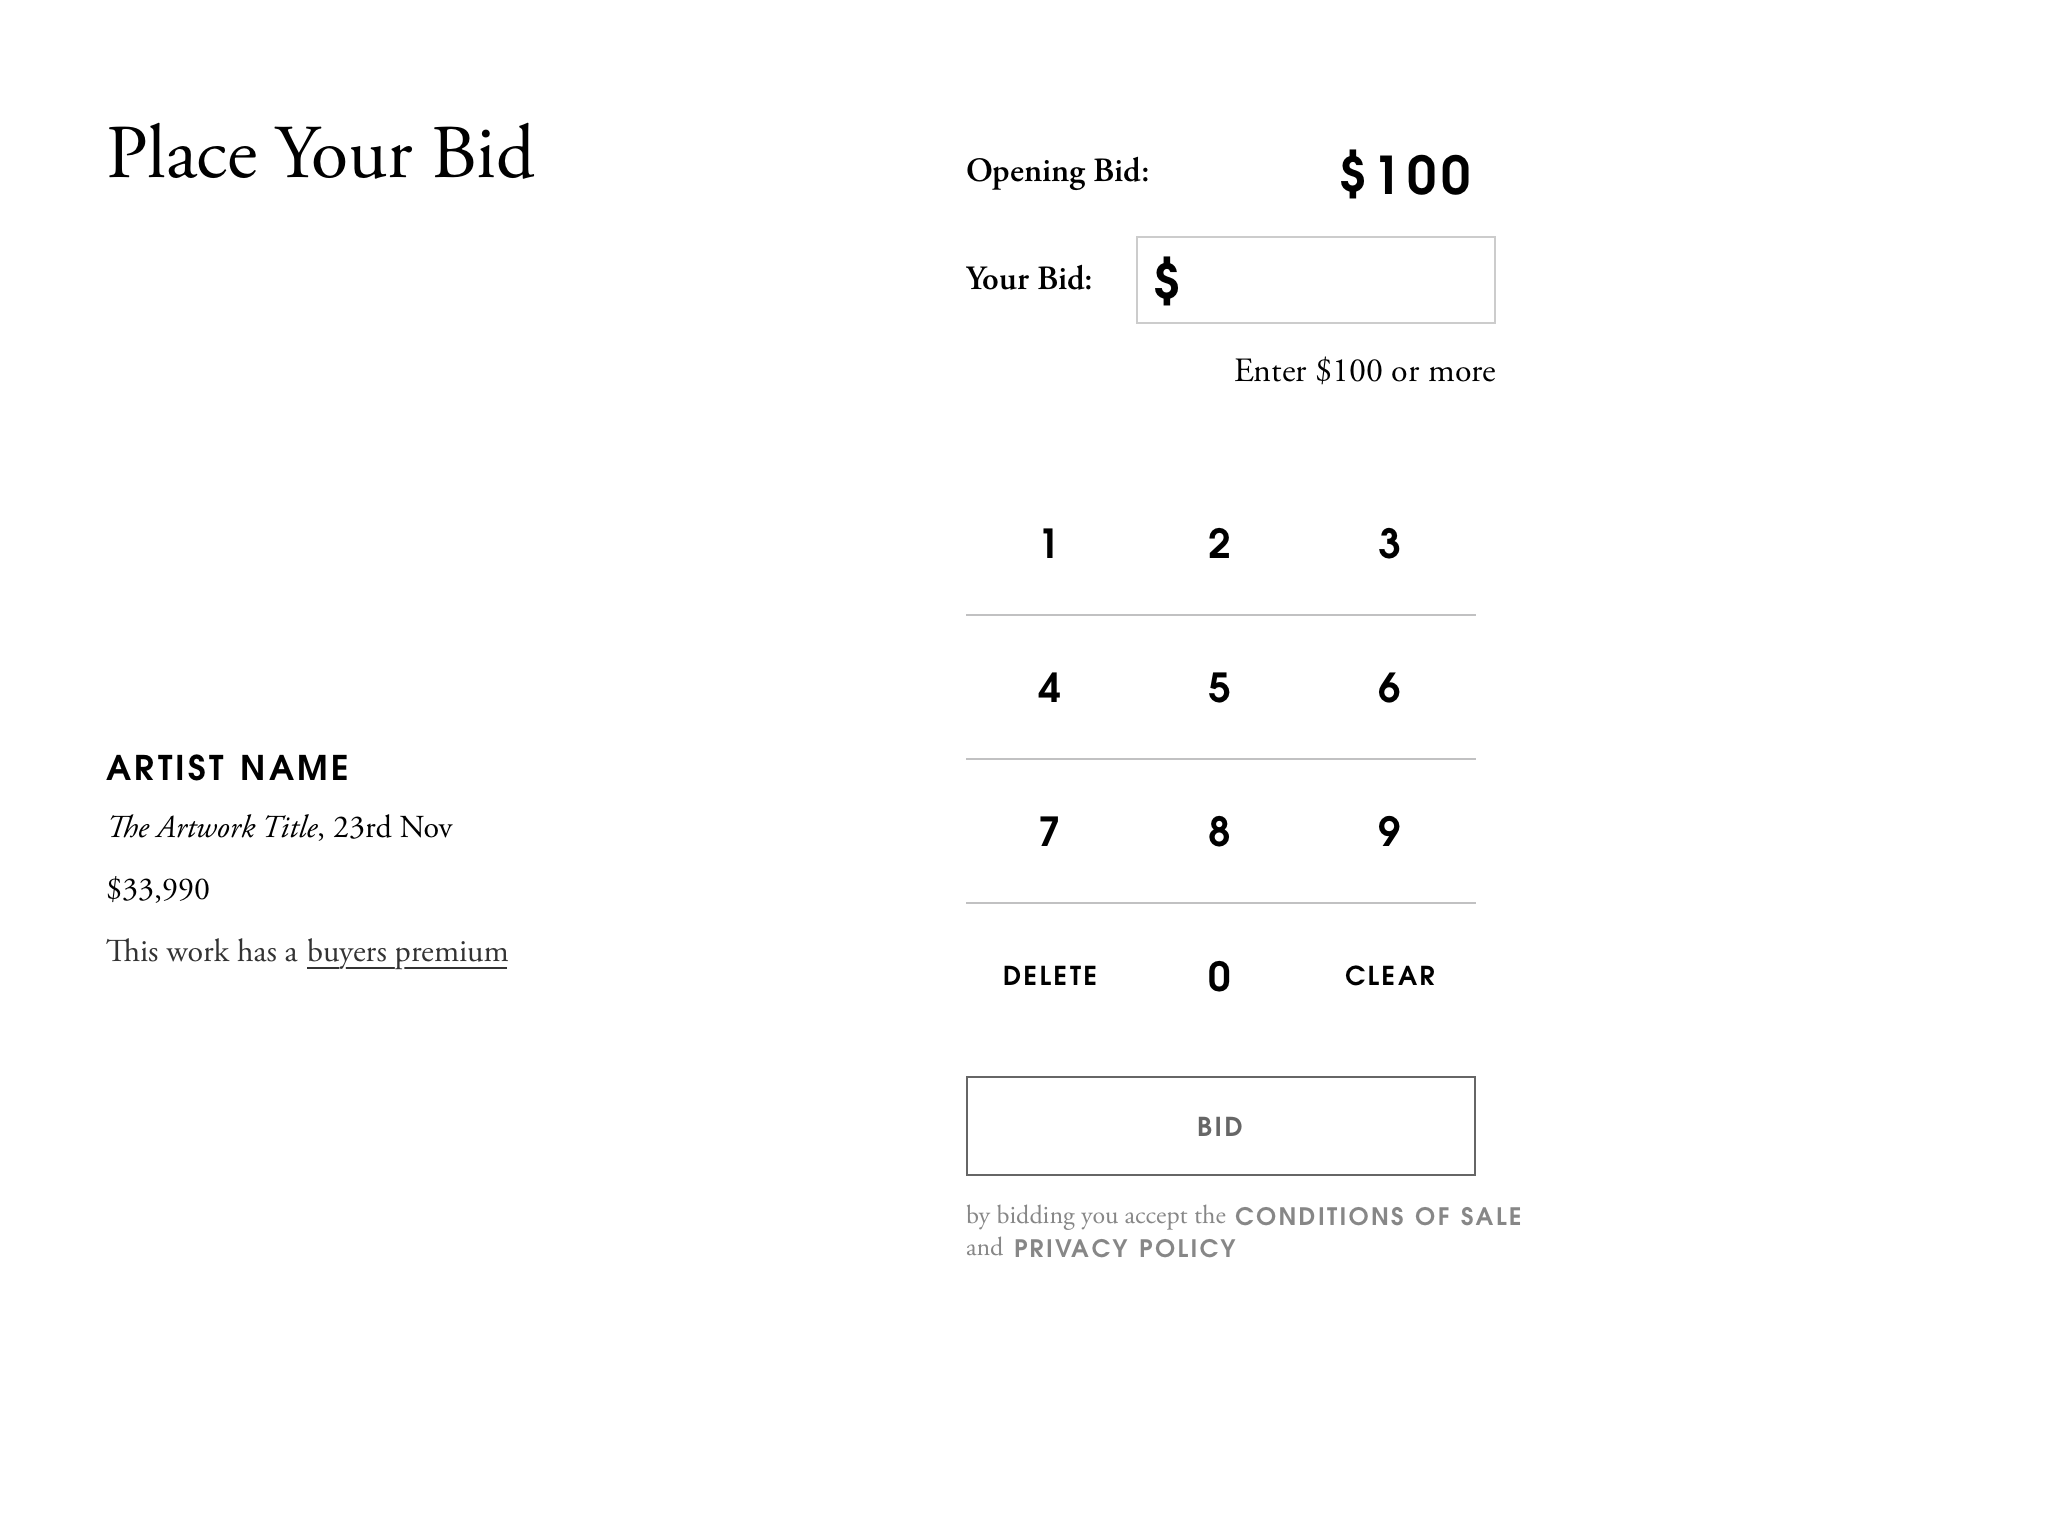 Place Your Bid
Opening Bid: $100
Your Bid: $
Enter $100 or more
1 2 3
4 5 6
7 8 9
DELETE 0 CLEAR
ARTIST NAME
The Artwork Title, 23rd Nov
$33,990
This work has a buyers premium
BID
by bidding you accept the CONDITIONS OF SALE
and PRIVACY POLICY